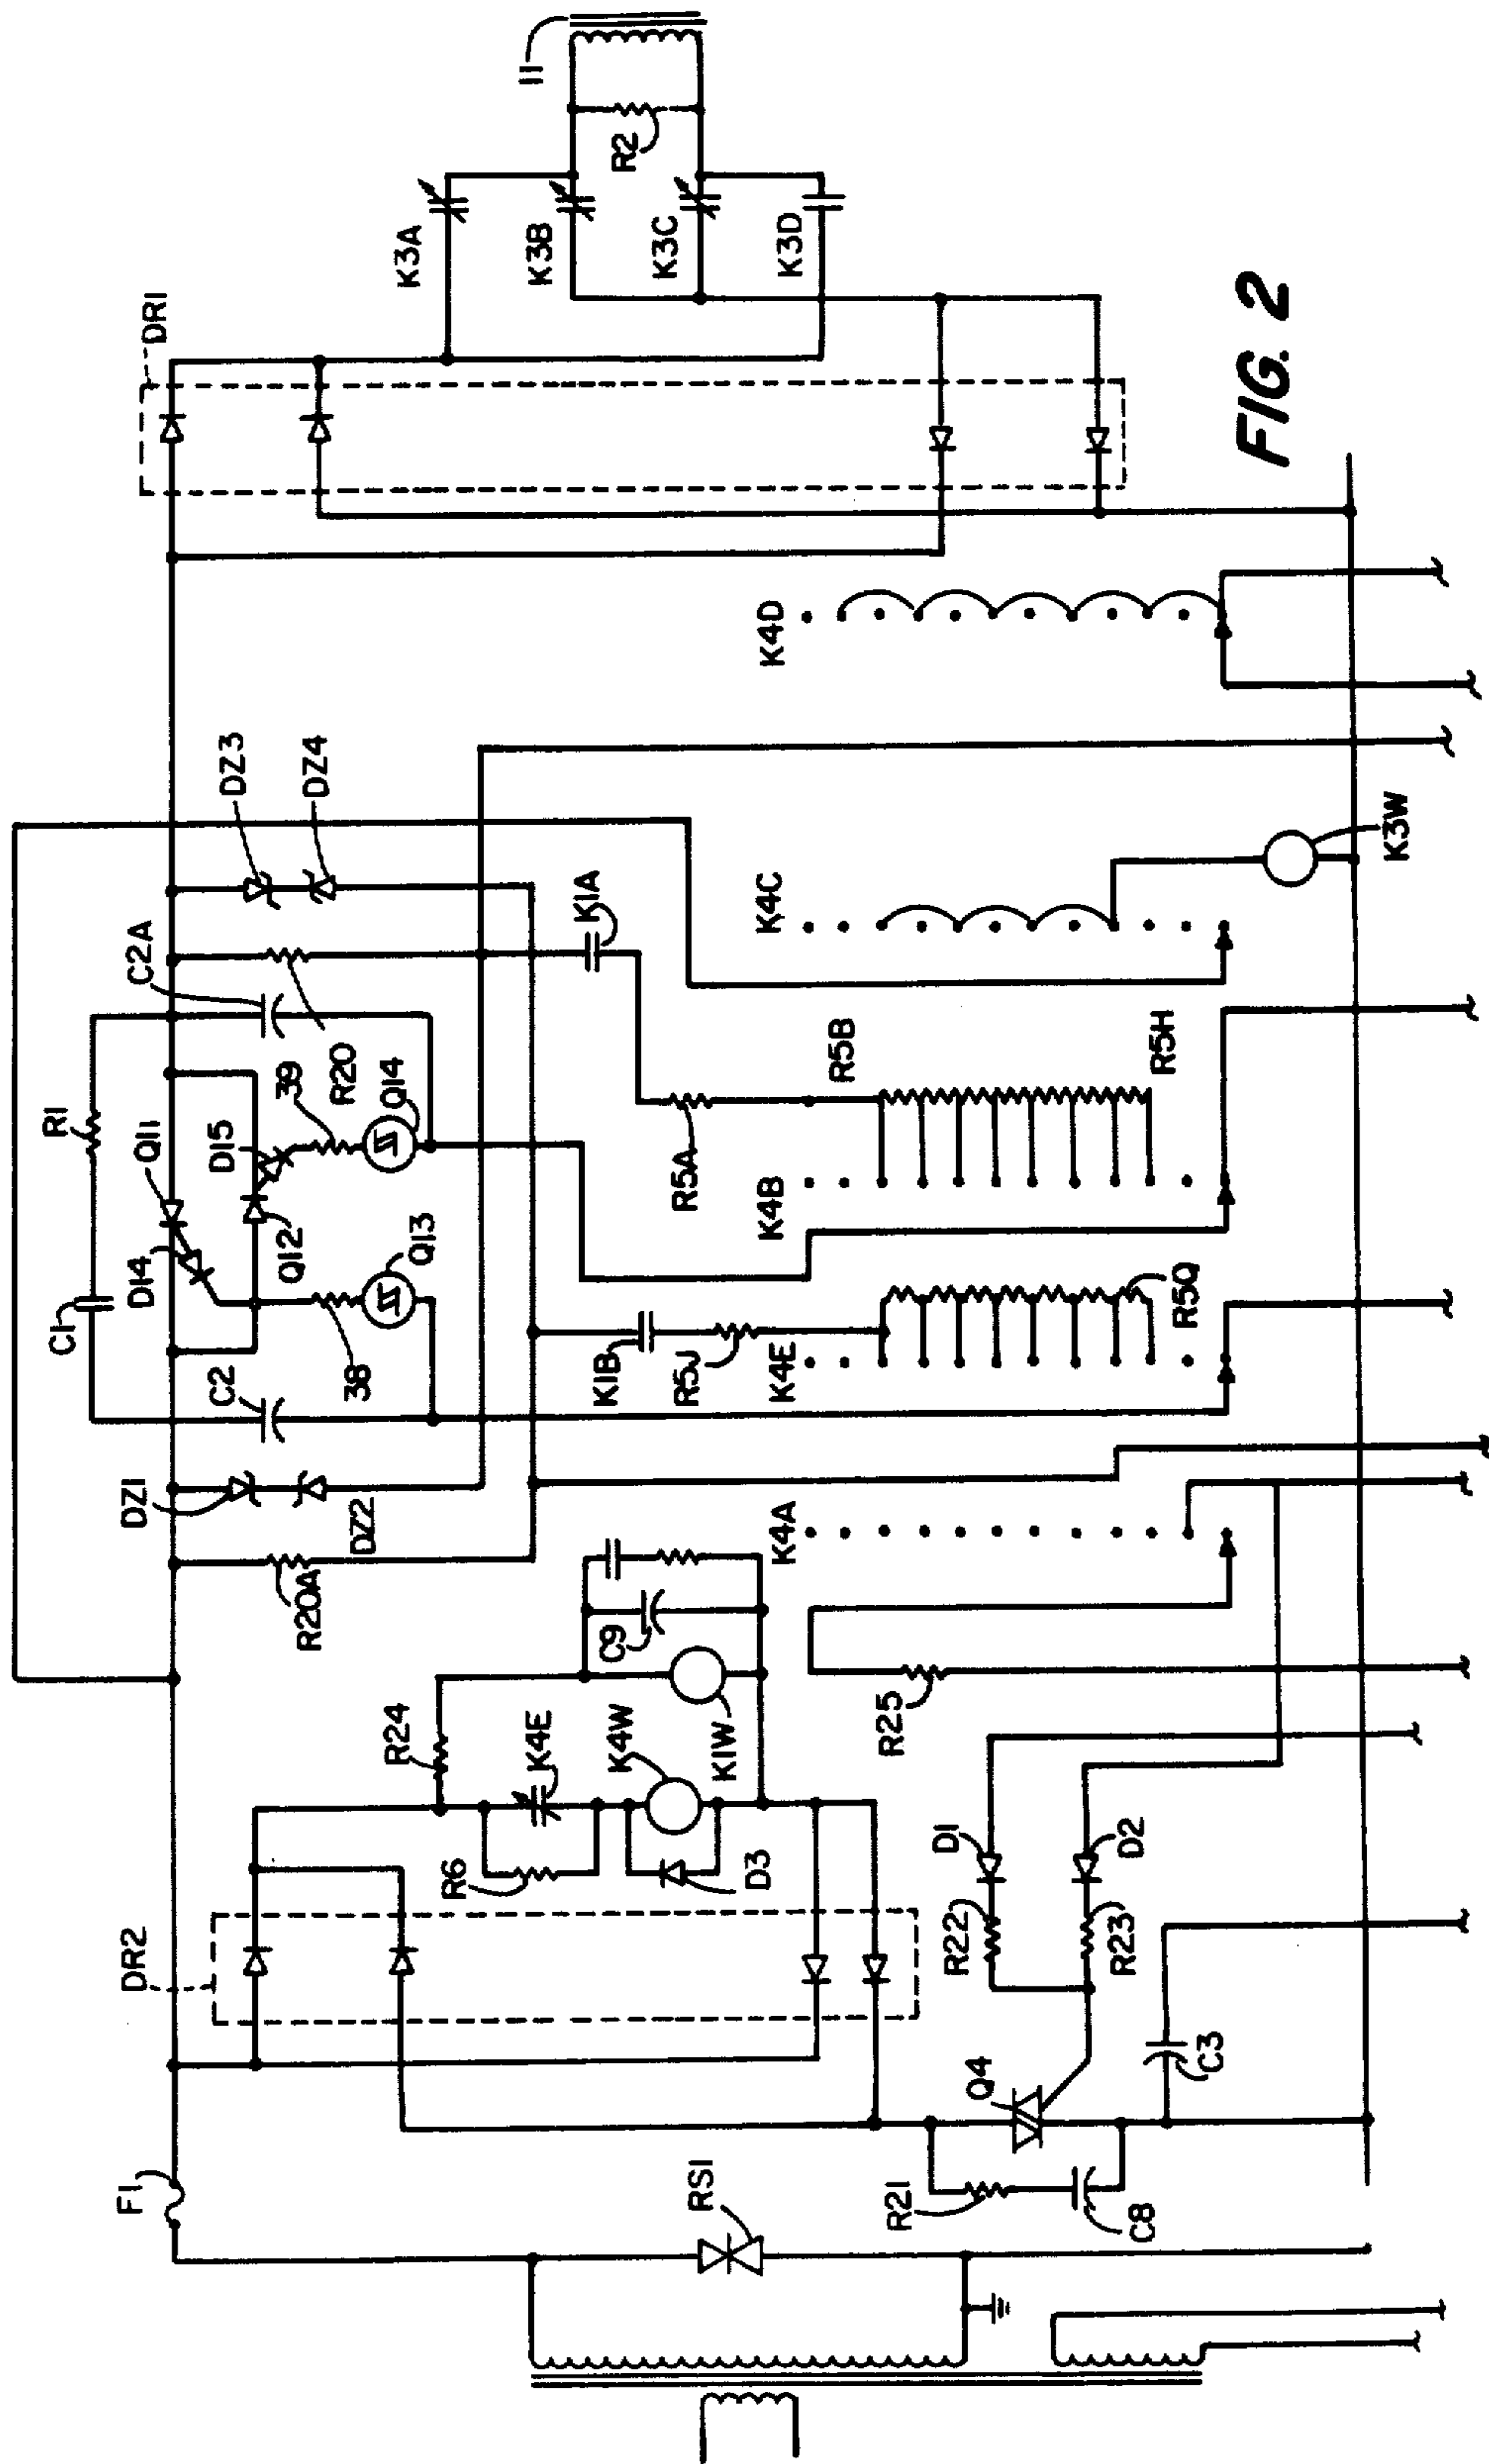 F1
RS1
R21
C8
Q4
C3
DR2
R6
D3
R22
R23
D1
D2
R24
K4E
K4W
K1W
C9
R25
K4A
R20A
DZ1
DZ2
C2
C1
R1
D14
Q11
Q12
D15
38
39
Q13
Q14
R20
C2A
DZ3
DZ4
K1B
R5J
K4E
R5Q
K4B
R5A
R5B
R5H
K1A
K4C
K3W
K4D
DR1
K3A
K3B
K3C
K3D
R2
11
FIG. 2